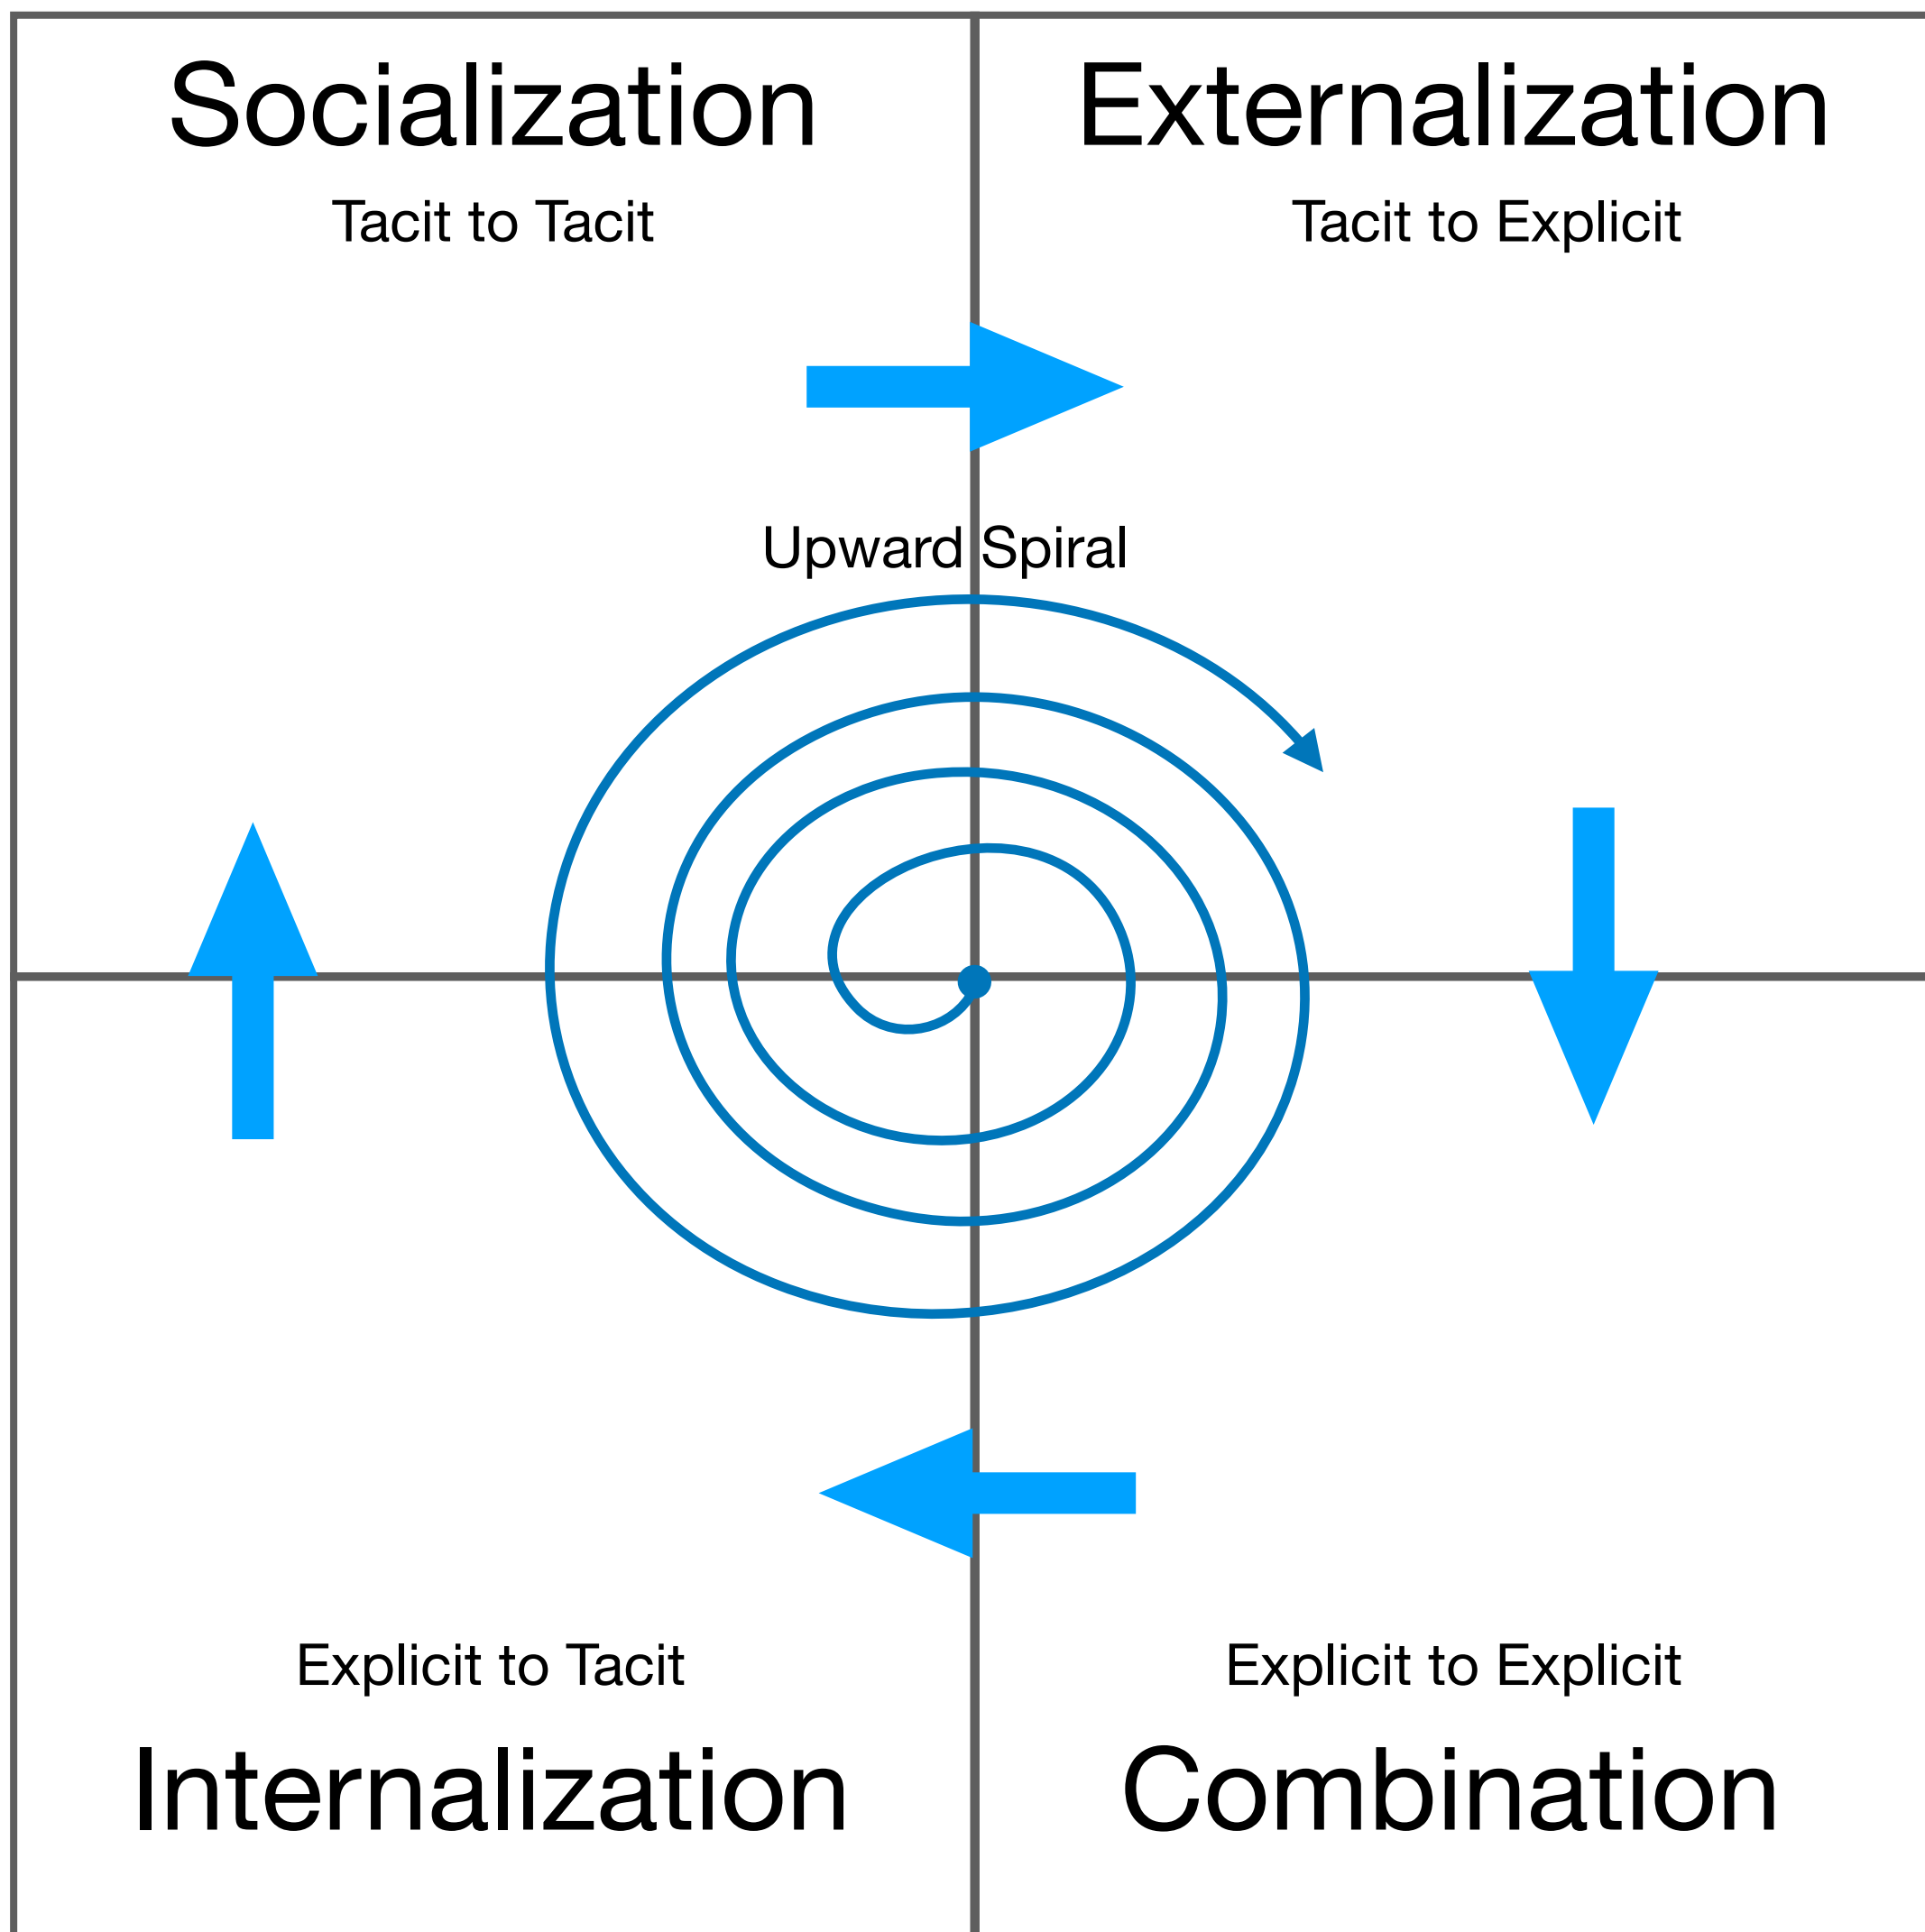 Socialization
Tacit to Tacit
Externalization
Tacit to Explicit
Upward Spiral
Explicit to Tacit
Internalization
Explicit to Explicit
Combination